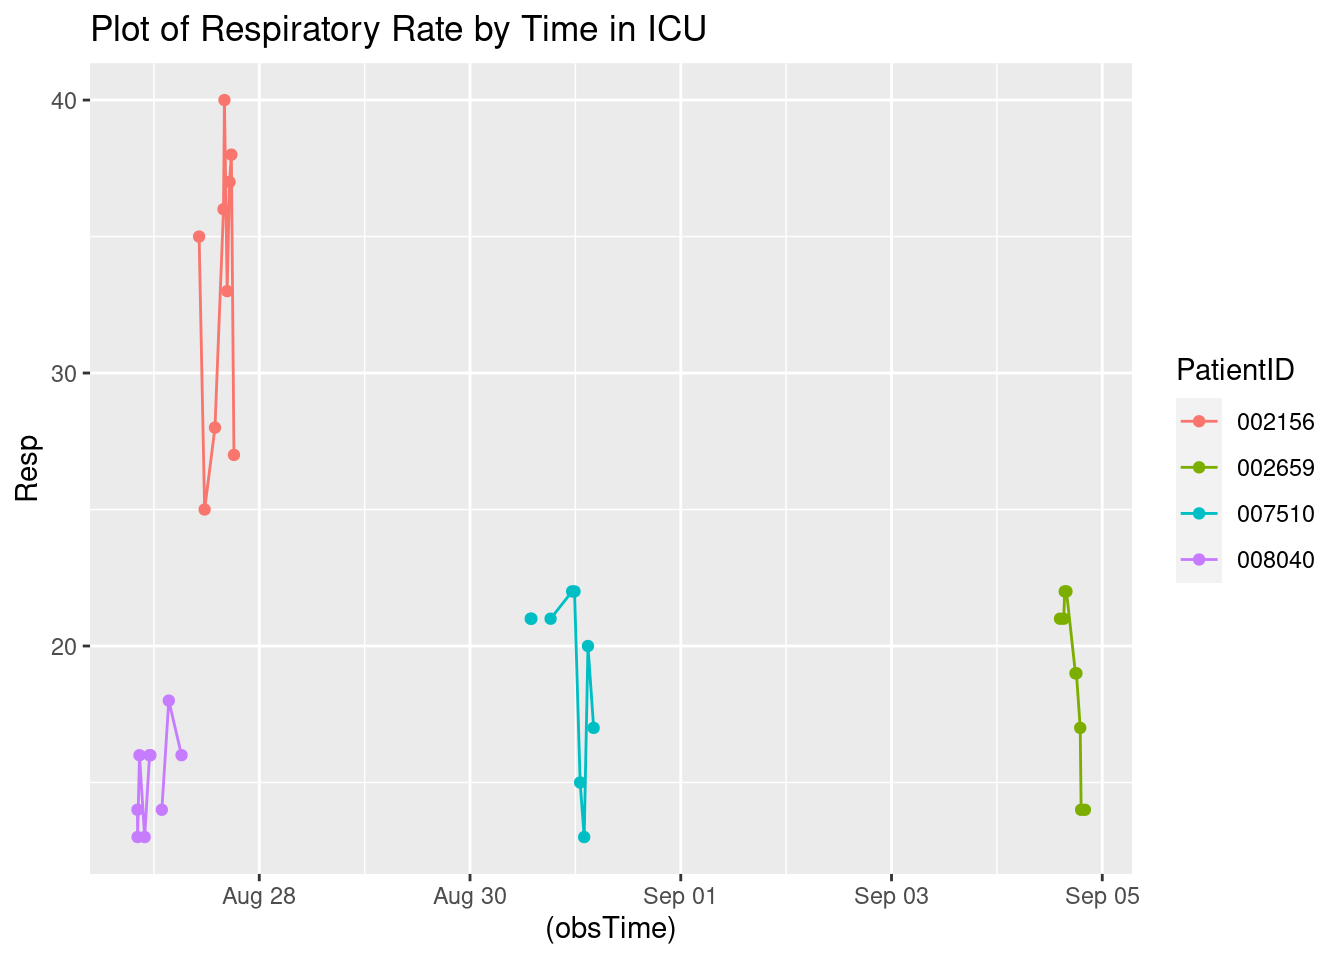 Plot of Respiratory Rate by Time in ICU
40
30
20
Resp
Aug 28
Aug 30
Sep 01
Sep 03
Sep 05
(obsTime)
PatientID
002156
002659
007510
008040